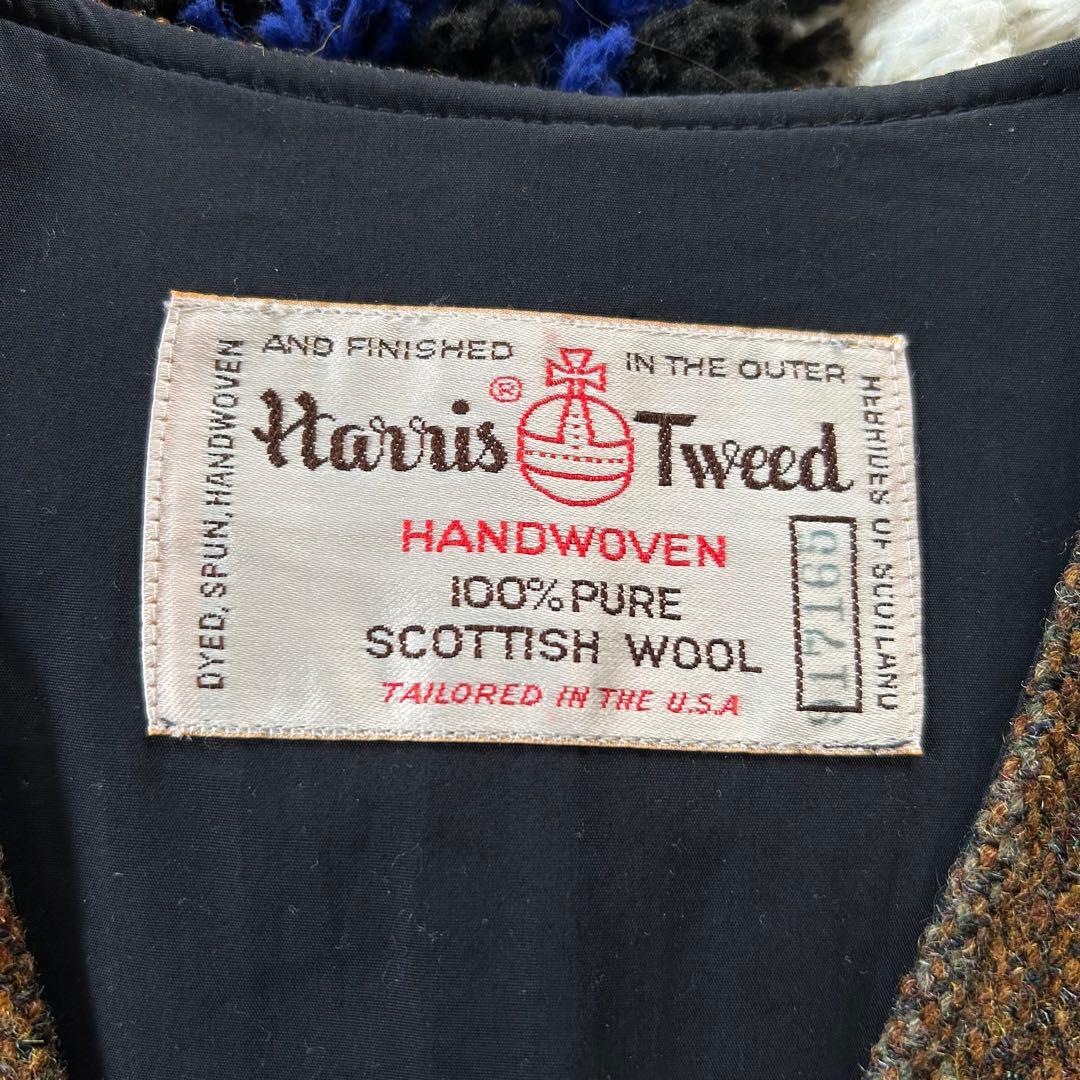 DYED, SPUN, HANDWOVEN
AND FINISHED
IN THE OUTER
HEBRIDES OF SCOTLAND
Harris ® Tweed
HANDWOVEN
100% PURE
SCOTTISH WOOL
TAILORED IN THE U.S.A